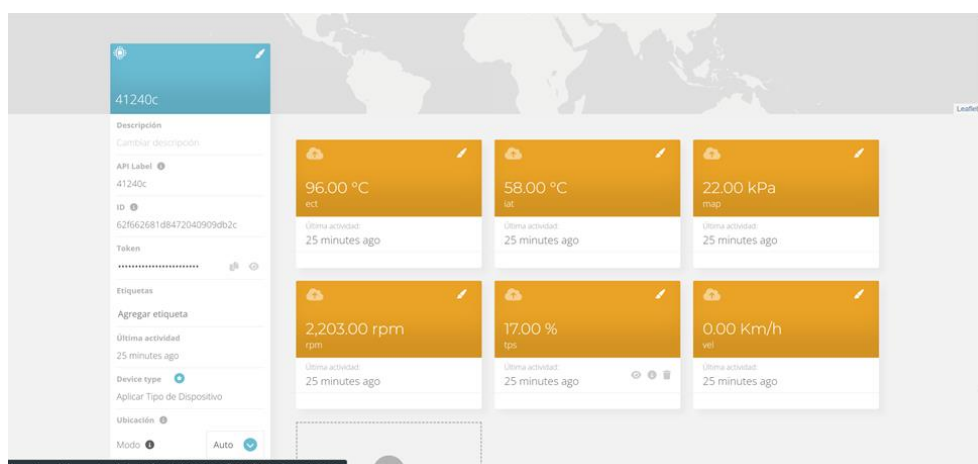 Leaflet
41240c
Descripción
Cambiar descripción
API Label
41240c
ID
62f662681d8472040909db2c
Token
Etiquetas
Agregar etiqueta
Última actividad
25 minutes ago
Device type
Aplicar Tipo de Dispositivo
Ubicación
Modo
Auto
96.00 °C
ect
Última actividad:
25 minutes ago
58.00 °C
iat
Última actividad:
25 minutes ago
22.00 kPa
map
Última actividad:
25 minutes ago
2,203.00 rpm
rpm
Última actividad:
25 minutes ago
17.00 %
tps
Última actividad:
25 minutes ago
0.00 Km/h
vel
Última actividad:
25 minutes ago